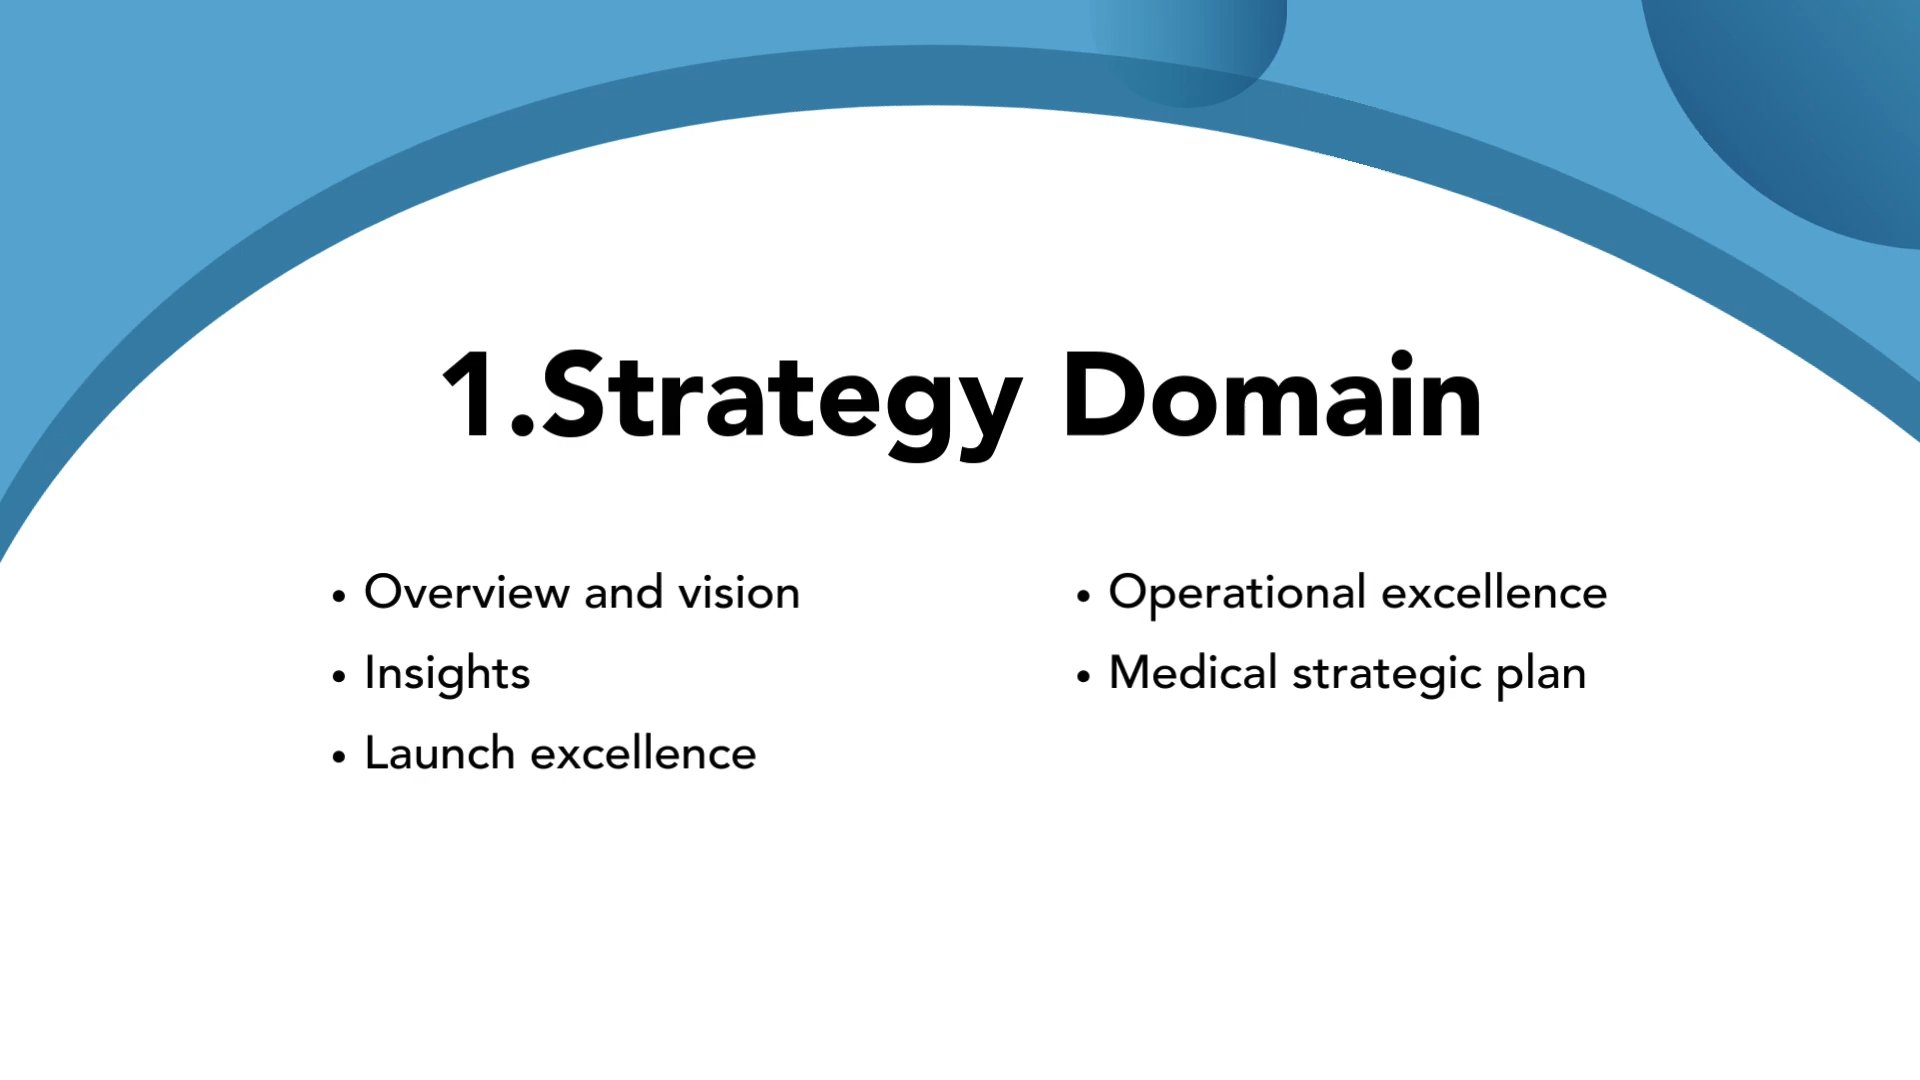 1.Strategy Domain
• Overview and vision
• Insights
• Launch excellence
• Operational excellence
• Medical strategic plan